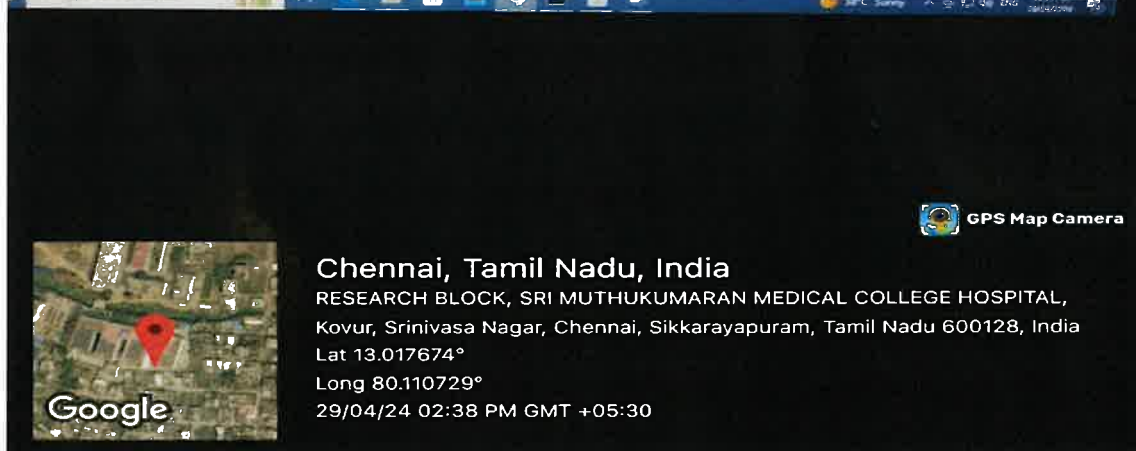 Sunny
ENG
GPS Map Camera
Chennai, Tamil Nadu, India
RESEARCH BLOCK, SRI MUTHUKUMARAN MEDICAL COLLEGE HOSPITAL,
Kovur, Srinivasa Nagar, Chennai, Sikkarayapuram, Tamil Nadu 600128, India
Lat 13.017674°
Long 80.110729°
29/04/24 02:38 PM GMT +05:30
Google